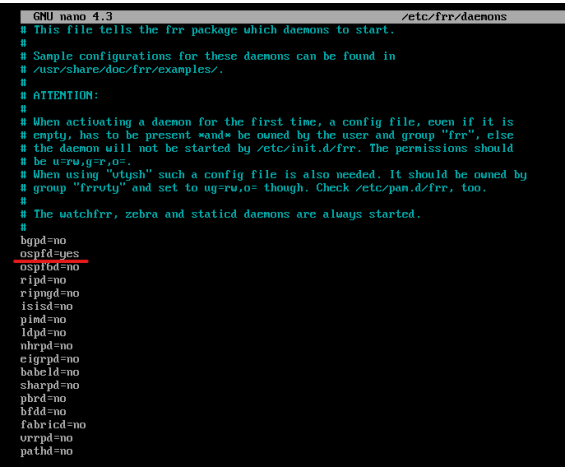 GNU nano 4.3 /etc/frr/daemons
# This file tells the frr package which daemons to start.
#
# Sample configurations for these daemons can be found in
# /usr/share/doc/frr/examples/.
#
# ATTENTION:
#
# When activating a daemon for the first time, a config file, even if it is
# empty, has to be present *and* be owned by the user and group "frr", else
# the daemon will not be started by /etc/init.d/frr. The permissions should
# be u=rw,g=r,o=.
# When using "vtysh" such a config file is also needed. It should be owned by
# group "frrvty" and set to ug=rw,o= though. Check /etc/pam.d/frr, too.
#
# The watchfrr, zebra and staticd daemons are always started.
#
bgpd=no
ospfd=yes
ospf6d=no
ripd=no
ripngd=no
isisd=no
pimd=no
ldpd=no
nhrpd=no
eigrpd=no
babeld=no
sharpd=no
pbrd=no
bfdd=no
fabricd=no
vrrpd=no
pathd=no